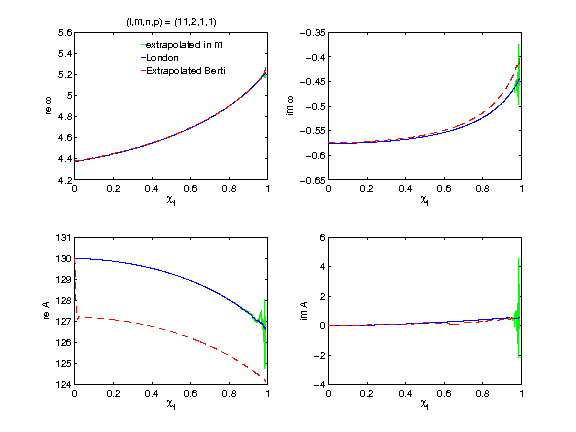 (l,m,n,p) = (11,2,1,1)
5.6
5.4
5.2
5
4.8
4.6
4.4
4.2
re ω
extrapolated in m
London
Extrapolated Berti
0 0.2 0.4 0.6 0.8 1
χf
−0.35
−0.4
−0.45
−0.5
−0.55
−0.6
−0.65
im ω
0 0.2 0.4 0.6 0.8 1
χf
131
130
129
128
127
126
125
124
re A
0 0.2 0.4 0.6 0.8 1
χf
6
4
2
0
−2
−4
im A
0 0.2 0.4 0.6 0.8 1
χf